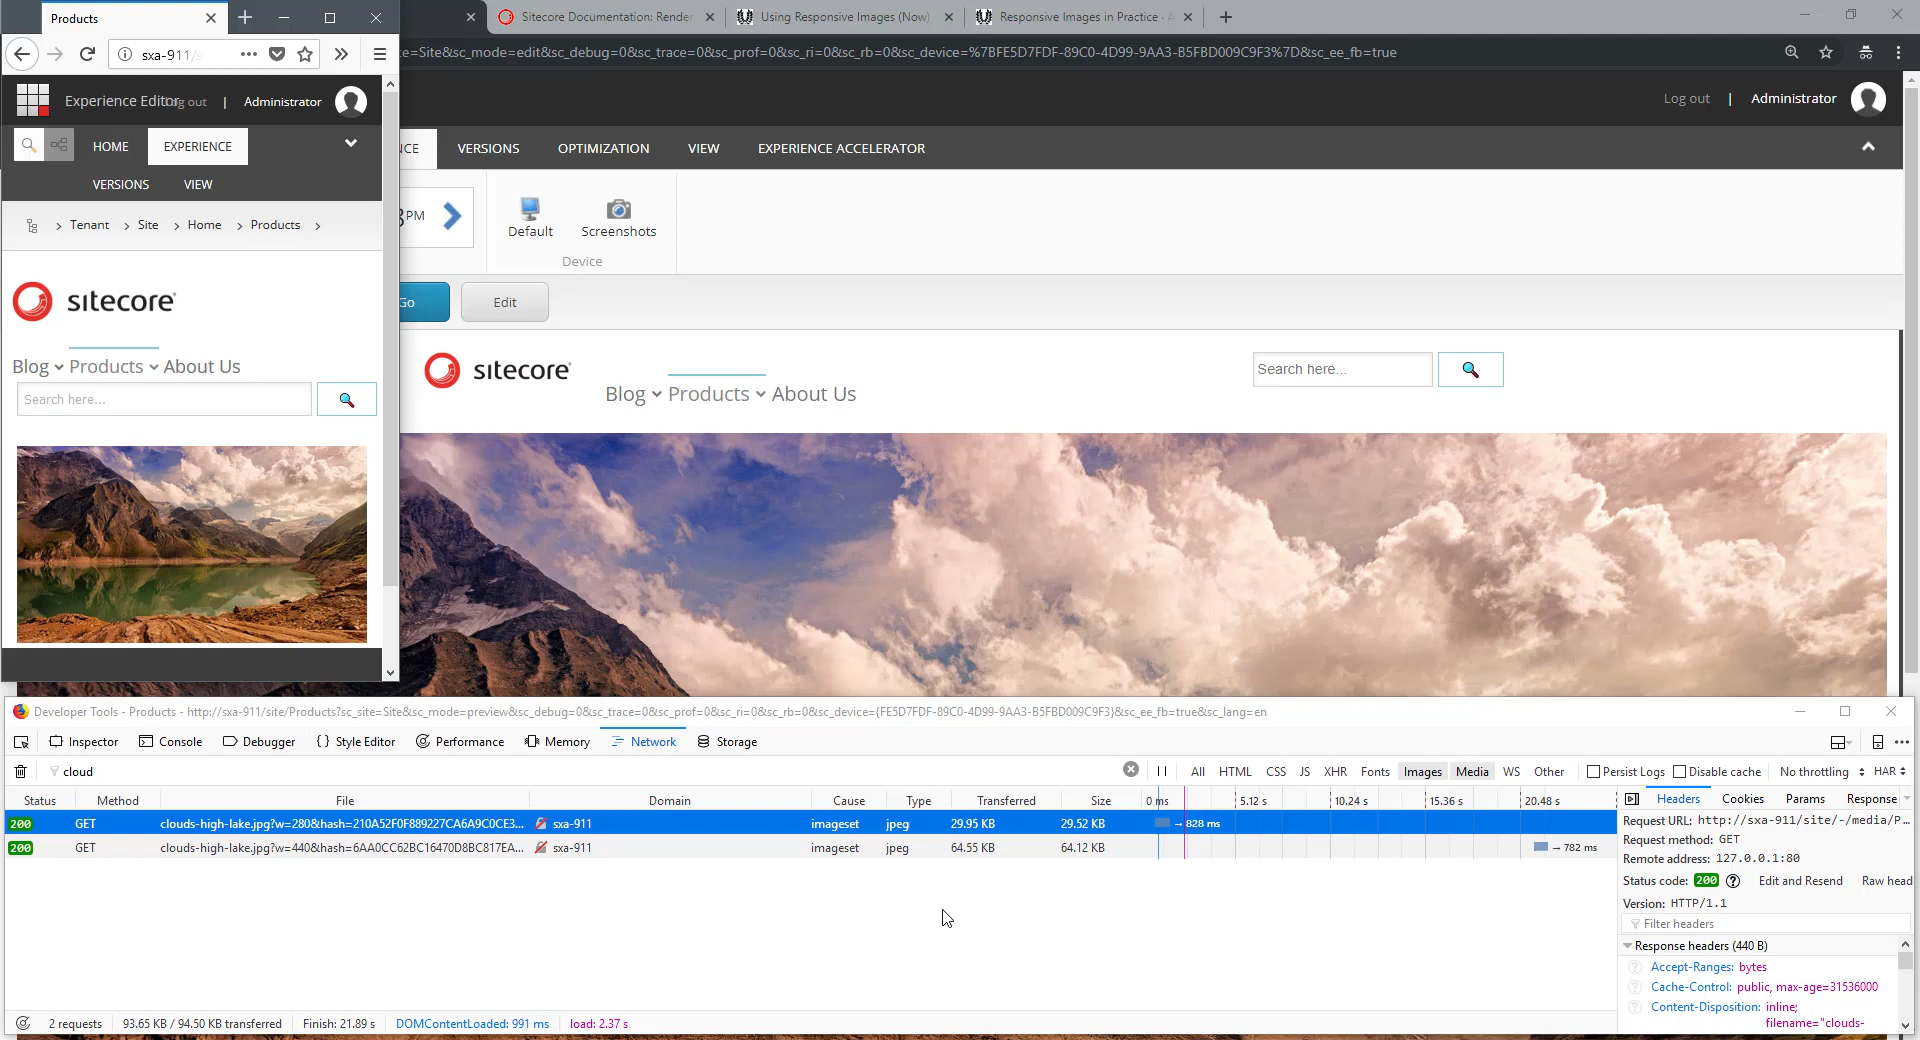 Products
Sitecore Documentation: Render
Using Responsive Images (Now)
Responsive Images in Practice -
sxa-911/s
e=Site&sc_mode=edit&sc_debug=0&sc_trace=0&sc_prof=0&sc_ri=0&sc_rb=0&sc_device=%7BFE5D7FDF-89C0-4D99-9AA3-B5FBD009C9F3%7D&sc_ee_fb=true
Experience Editor
Log out | Administrator
Log out | Administrator
HOME EXPERIENCE
VERSIONS VIEW
NCE VERSIONS OPTIMIZATION VIEW EXPERIENCE ACCELERATOR
Tenant Site Home Products
PM
Default Screenshots
Device
Go Edit
sitecore
Blog Products About Us
Search here...
sitecore
Blog Products About Us
Search here...
Developer Tools - Products - http://sxa-911/site/Products?sc_site=Site&sc_mode=preview&sc_debug=0&sc_trace=0&sc_prof=0&sc_ri=0&sc_rb=0&sc_device={FE5D7FDF-89C0-4D99-9AA3-B5FBD009C9F3}&sc_ee_fb=true&sc_lang=en
Inspector Console Debugger {} Style Editor Performance Memory Network Storage
cloud All HTML CSS JS XHR Fonts Images Media WS Other Persist Logs Disable cache No throttling HAR
Status Method File Domain Cause Type Transferred Size 0 ms 5.12 s 10.24 s 15.36 s 20.48 s
200 GET clouds-high-lake.jpg?w=280&hash=210A52F0F889227CA6A9C0CE3... sxa-911 imageset jpeg 29.95 KB 29.52 KB → 828 ms
200 GET clouds-high-lake.jpg?w=440&hash=6AA0CC62BC16470D8BC817EA... sxa-911 imageset jpeg 64.55 KB 64.12 KB → 782 ms
Headers Cookies Params Response
Request URL: http://sxa-911/site/-/media/P...
Request method: GET
Remote address: 127.0.0.1:80
Status code: 200 ? Edit and Resend Raw head
Version: HTTP/1.1
Filter headers
Response headers (440 B)
Accept-Ranges: bytes
Cache-Control: public, max-age=31536000
Content-Disposition: inline;
filename="clouds-
2 requests 93.65 KB / 94.50 KB transferred Finish: 21.89 s DOMContentLoaded: 991 ms load: 2.37 s